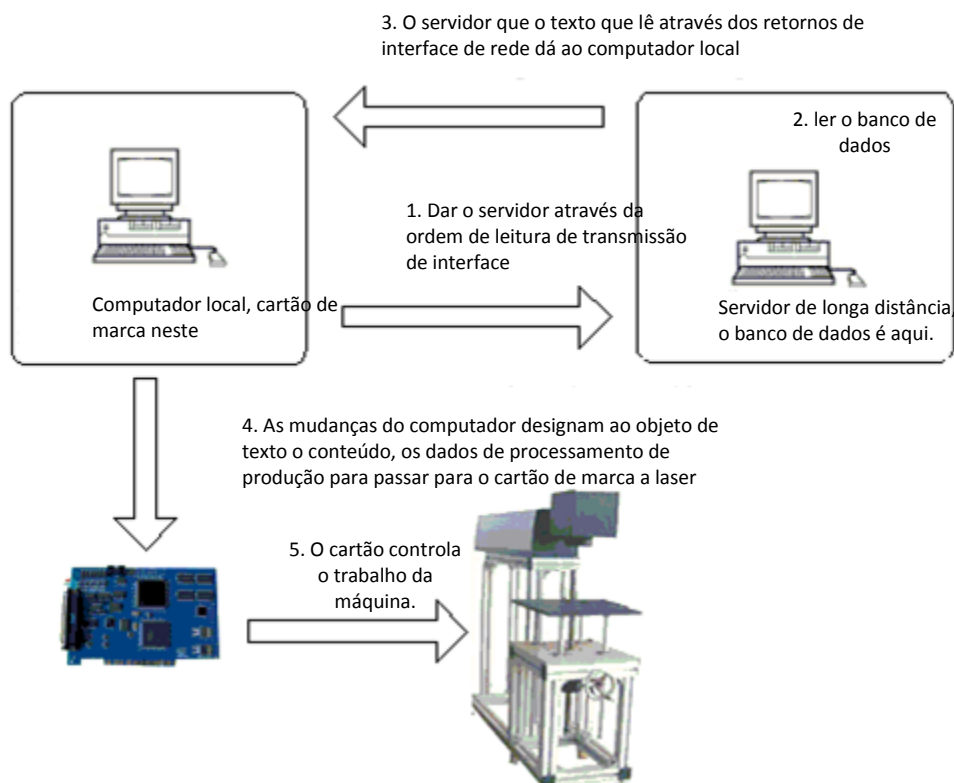 3. O servidor que o texto que lê através dos retornos de
interface de rede dá ao computador local
2. ler o banco de
dados
1. Dar o servidor através da
ordem de leitura de transmissão
de interface
Computador local, cartão de
marca neste
Servidor de longa distância,
o banco de dados é aqui.
4. As mudanças do computador designam ao objeto de
texto o conteúdo, os dados de processamento de
produção para passar para o cartão de marca a laser
5. O cartão controla
o trabalho da
máquina.